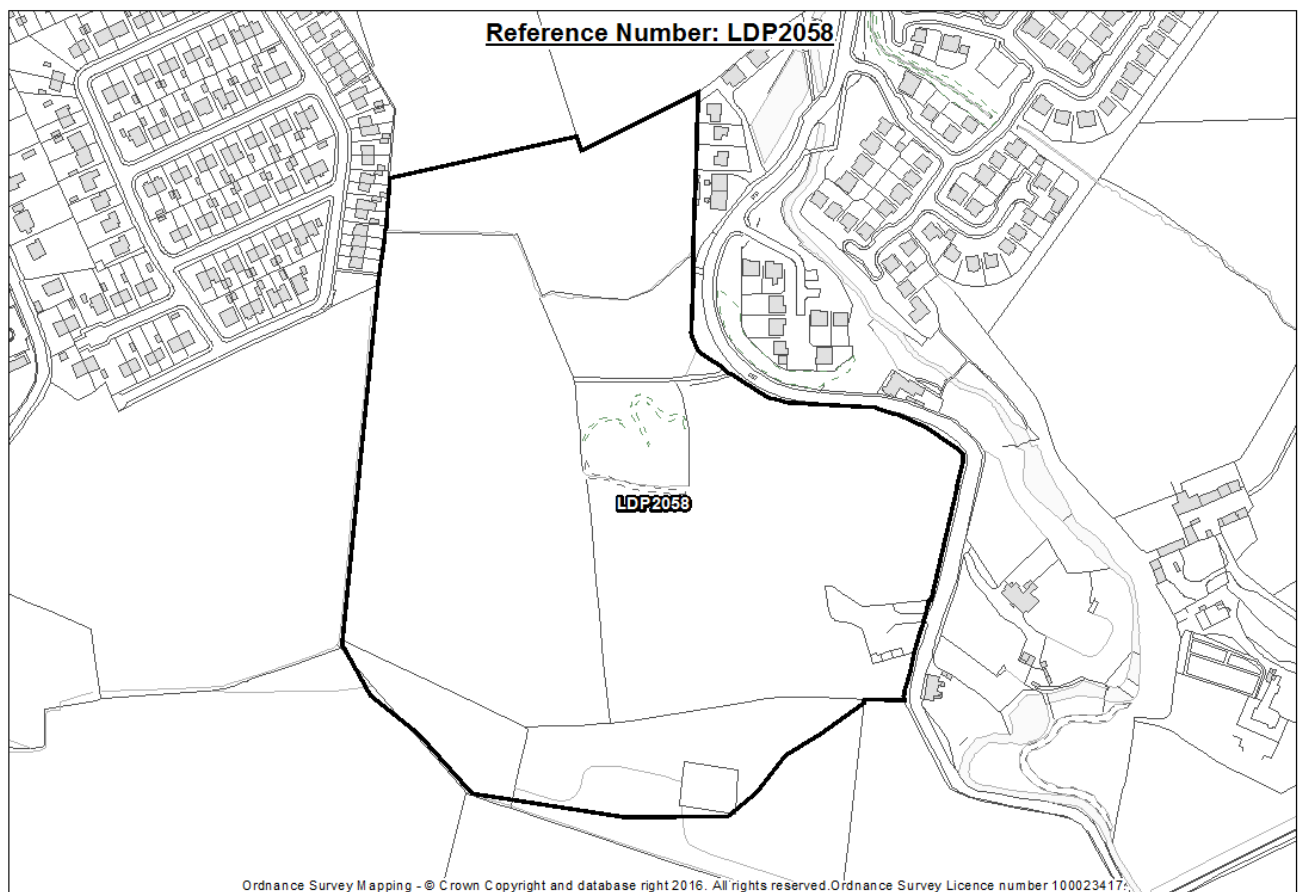 Reference Number: LDP2058
LDP2058
Ordnance Survey Mapping - © Crown Copyright and database right 2016. All rights reserved.Ordnance Survey Licence number 100023417.